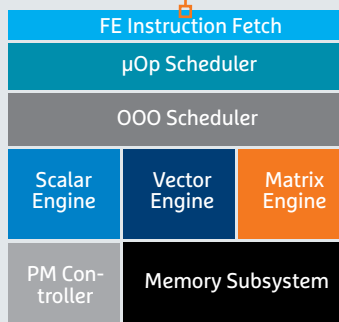 FE Instruction Fetch
µOp Scheduler
OOO Scheduler
Scalar
Engine
Vector
Engine
Matrix
Engine
PM Con-
troller
Memory Subsystem